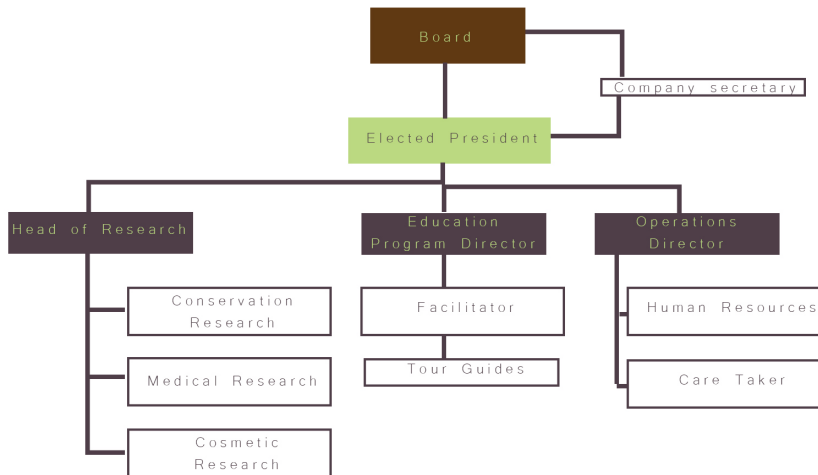 Board
Company secretary
Elected President
Head of Research
Education
Program Director
Operations
Director
Conservation
Research
Facilitator
Human Resources
Medical Research
Tour Guides
Care Taker
Cosmetic
Research